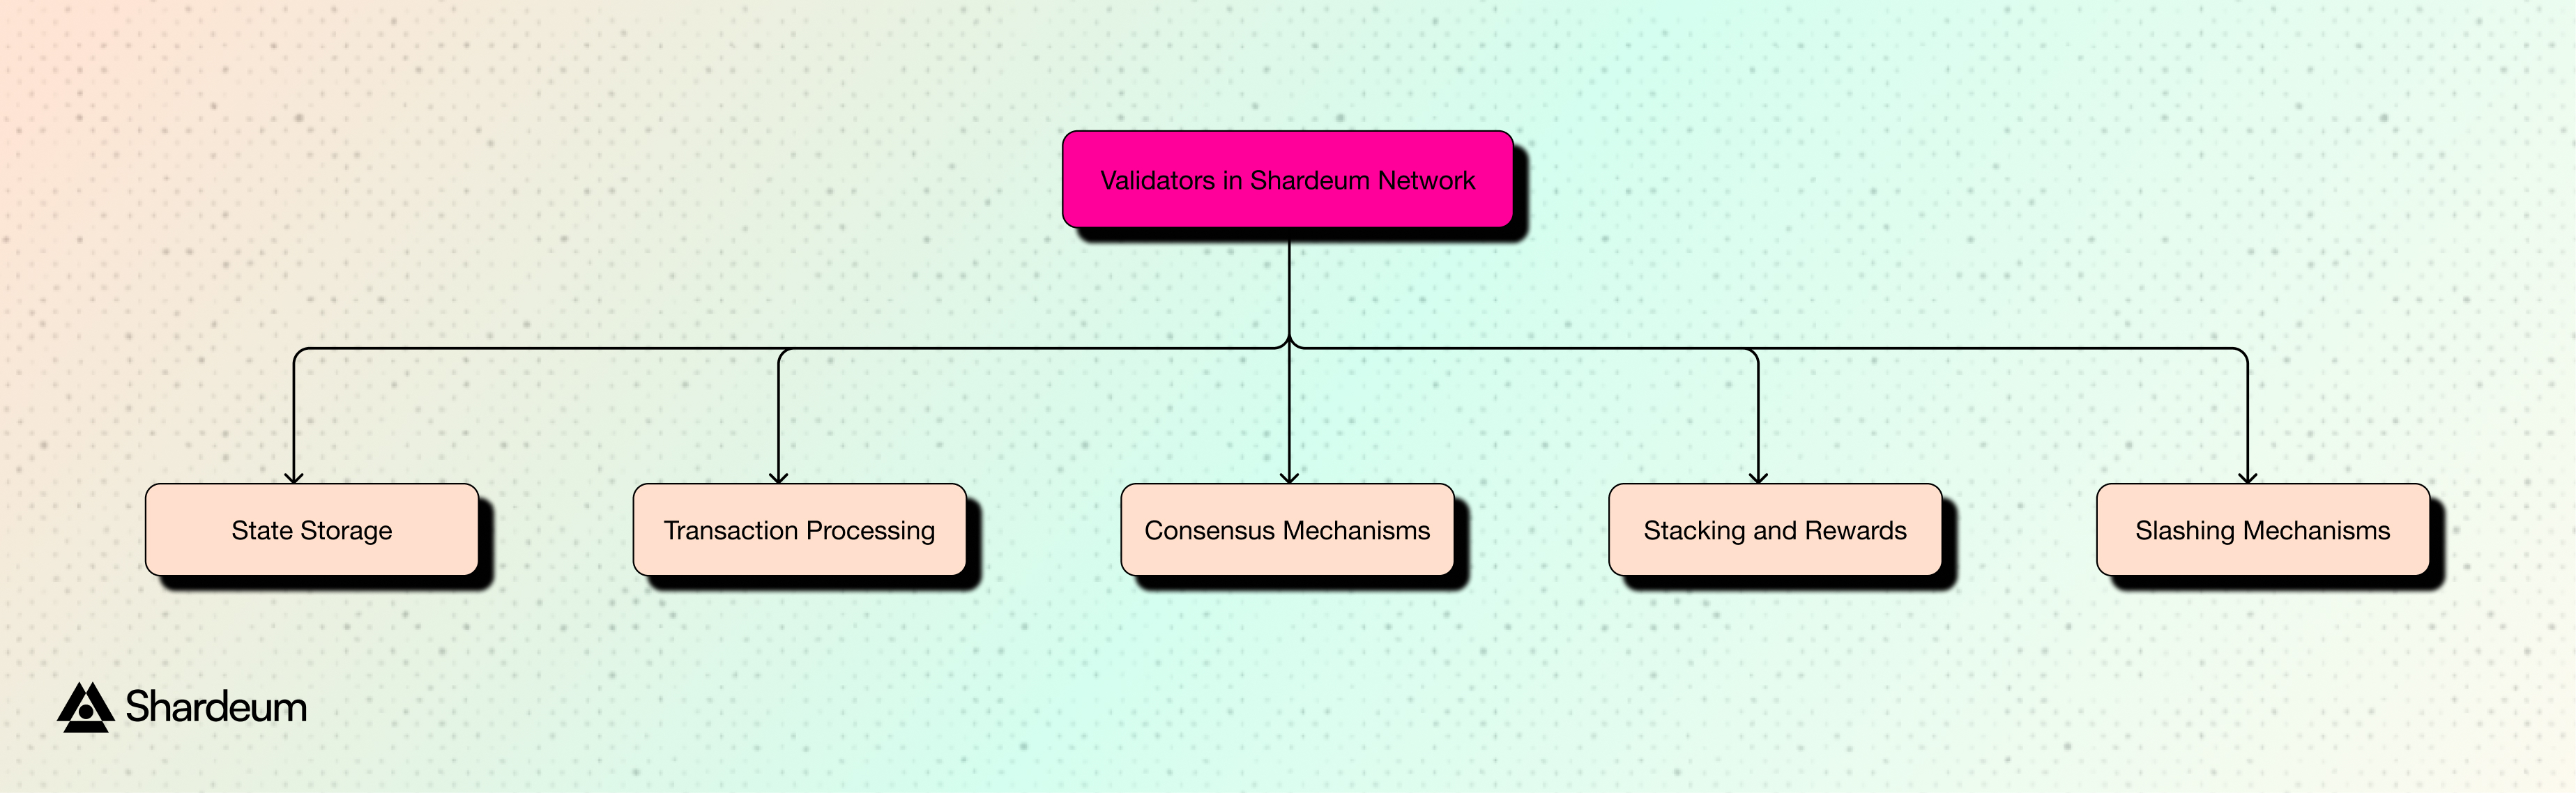 Validators in Shardeum Network
State Storage
Transaction Processing
Consensus Mechanisms
Stacking and Rewards
Slashing Mechanisms
Shardeum